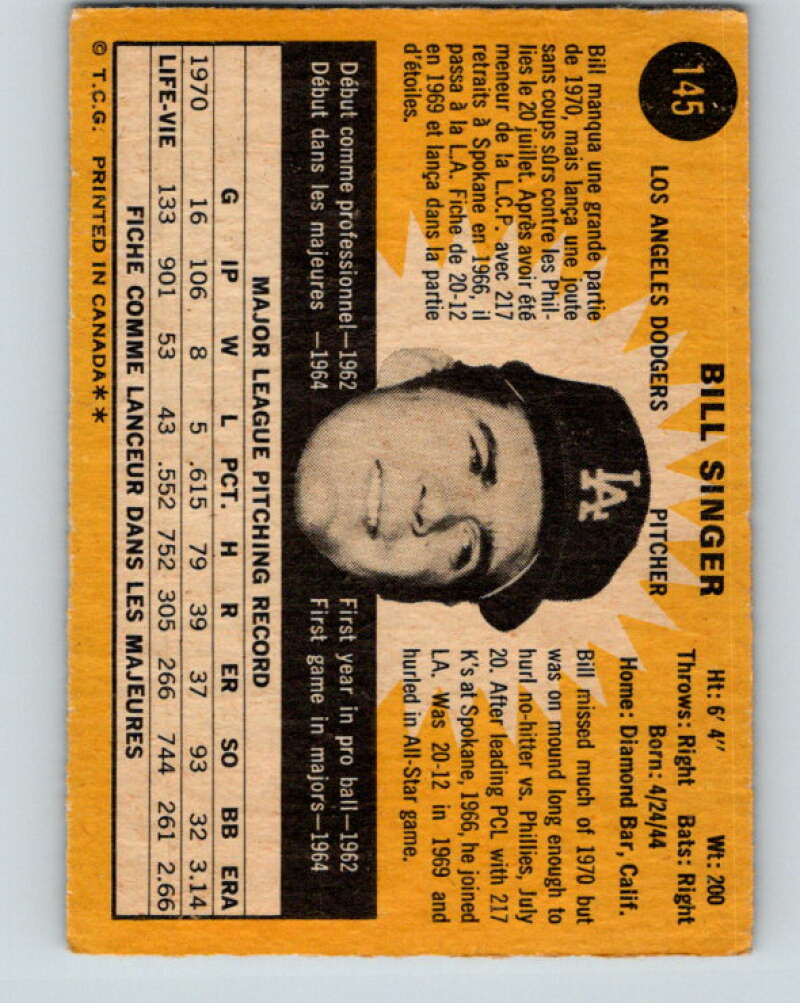 145
BILL SINGER
LOS ANGELES DODGERS PITCHER
Ht: 6' 4" Wt: 200
Throws: Right Bats: Right
Born: 4/24/44
Home: Diamond Bar, Calif.
Bill manqua une grande partie
de 1970, mais lança une joute
sans coups sûrs contre les Phil-
lies le 20 juillet. Après avoir été
meneur de la L.C.P. avec 217
retraits à Spokane en 1966, il
passa à la L.A. Fiche de 20-12
en 1969 et lança dans la partie
d'étoiles.
LA
Bill missed much of 1970 but
was on mound long enough to
hurl no-hitter vs. Phillies, July
20. After leading PCL with 217
K's at Spokane, 1966, he joined
LA. Was 20-12 in 1969 and
hurled in All-Star game.
Début comme professionnel—1962
Début dans les majeures —1964
First year in pro ball—1962
First game in majors—1964
MAJOR LEAGUE PITCHING RECORD
G IP W L PCT. H R ER SO BB ERA
1970 16 106 8 5 .615 79 39 37 93 32 3.14
LIFE-VIE 133 901 53 43 .552 752 305 266 744 261 2.66
FICHE COMME LANCEUR DANS LES MAJEURES
© T.C.G. PRINTED IN CANADA**